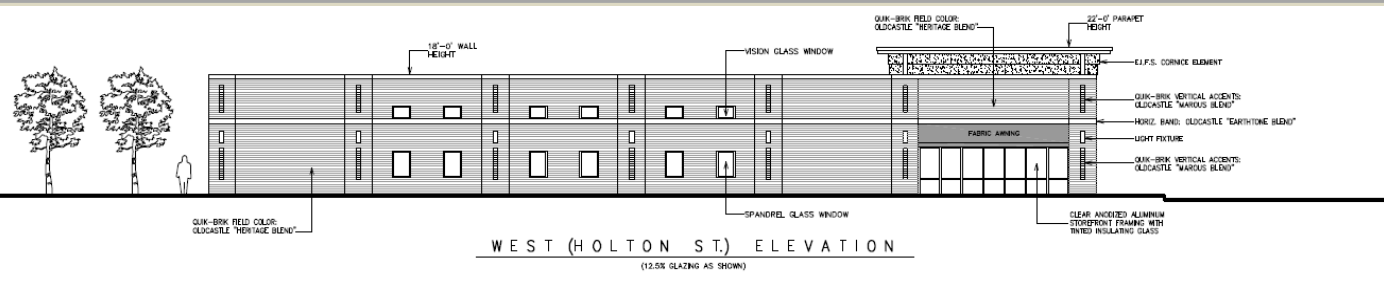 QUIK-BRIK FIELD COLOR:
OLDCASTLE "HERITAGE BLEND"
22'-0" PARAPET
HEIGHT
18'-0" WALL
HEIGHT
VISION GLASS WINDOW
E.I.F.S. CORNICE ELEMENT
QUIK-BRIK VERTICAL ACCENTS:
OLDCASTLE "MAROUS BLEND"
HORIZ. BAND: OLDCASTLE "EARTHTONE BLEND"
FABRIC AWNING
LIGHT FIXTURE
QUIK-BRIK VERTICAL ACCENTS:
OLDCASTLE "MAROUS BLEND"
QUIK-BRIK FIELD COLOR:
OLDCASTLE "HERITAGE BLEND"
SPANDREL GLASS WINDOW
CLEAR ANODIZED ALUMINUM
STOREFRONT FRAMING WITH
TINTED INSULATING GLASS
WEST (HOLTON ST.) ELEVATION
(12.5% GLAZING AS SHOWN)